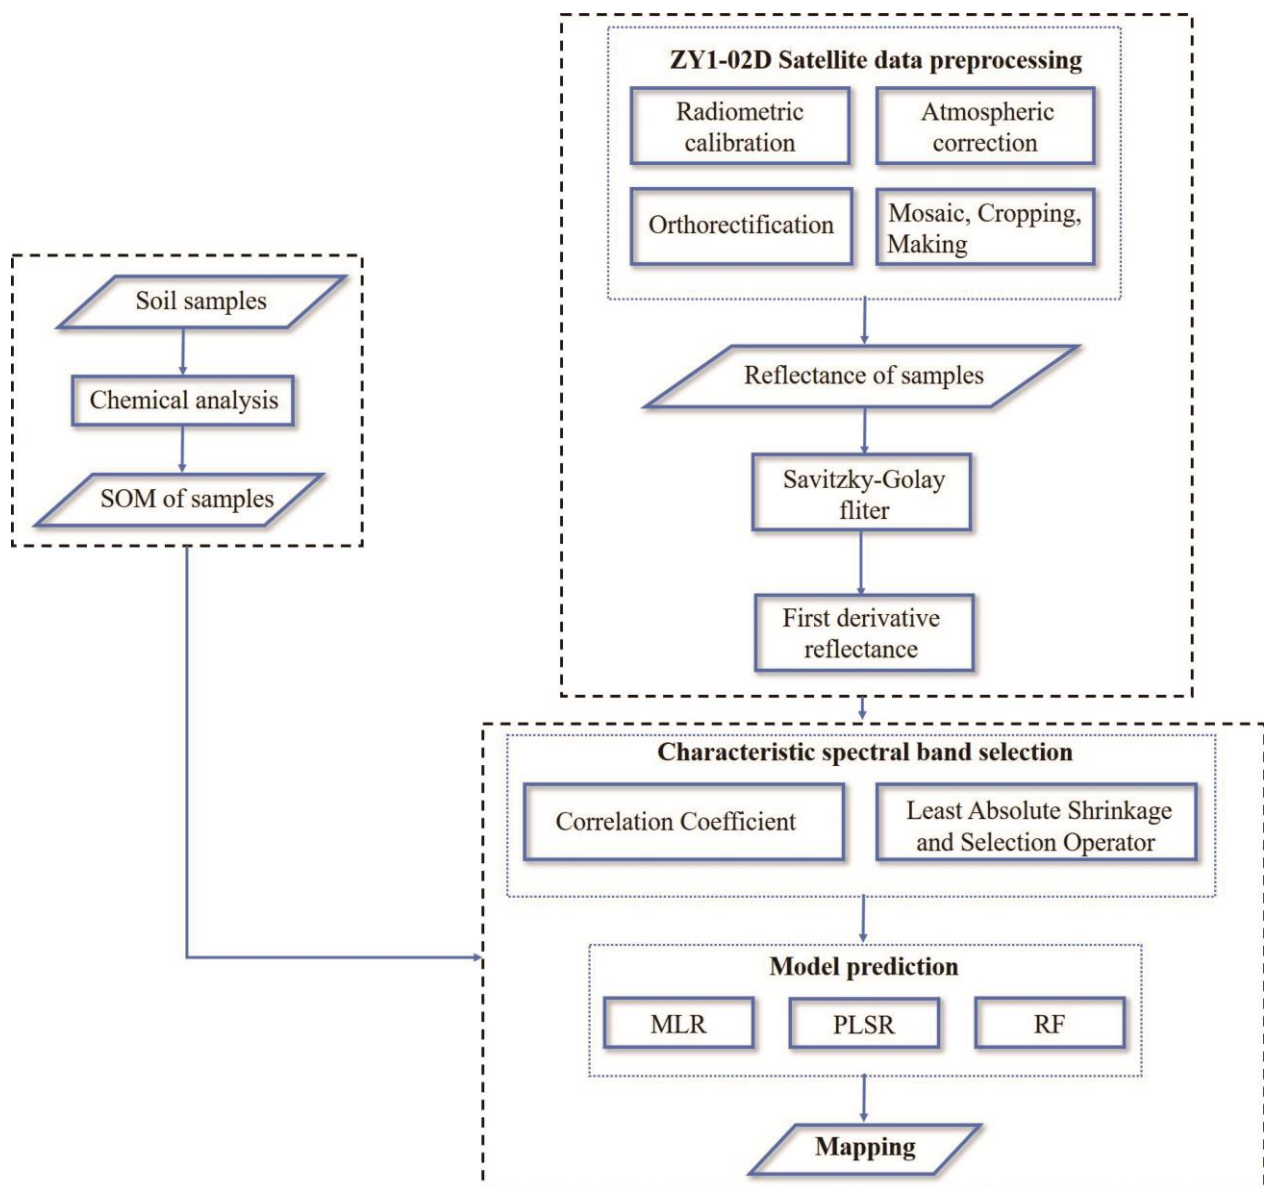 ZY1-02D Satellite data preprocessing
Radiometric
calibration
Atmospheric
correction
Orthorectification
Mosaic, Cropping,
Making
Soil samples
Chemical analysis
SOM of samples
Reflectance of samples
Savitzky-Golay
fliter
First derivative
reflectance
Characteristic spectral band selection
Correlation Coefficient
Least Absolute Shrinkage
and Selection Operator
Model prediction
MLR
PLSR
RF
Mapping